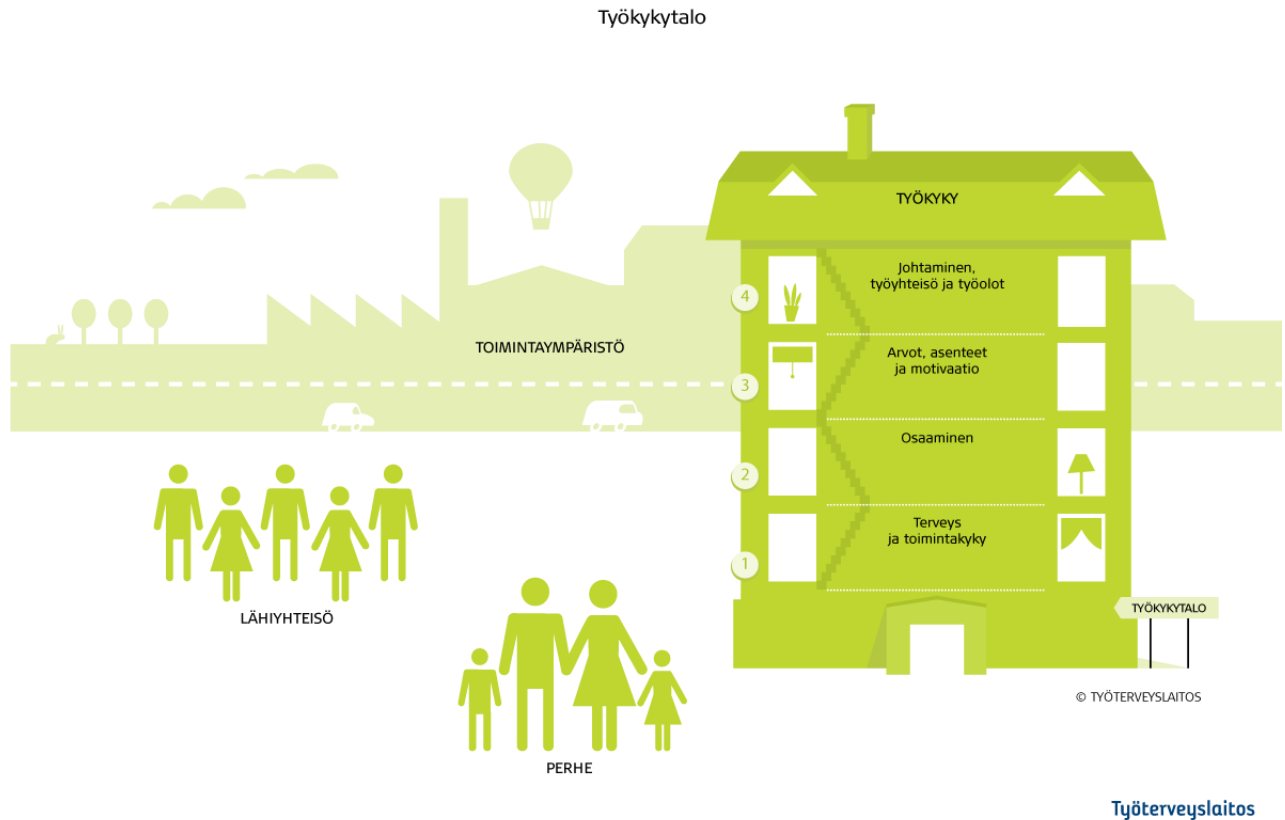 Työkykytalo
TYÖKYKY
Johtaminen,
työyhteisö ja työolot
4
TOIMINTAYMPÄRISTÖ
Arvot, asenteet
ja motivaatio
3
Osaaminen
2
Terveys
ja toimintakyky
1
LÄHIYHTEISÖ
TYÖKYKYTALO
© TYÖTERVEYSLAITOS
PERHE
Työterveyslaitos